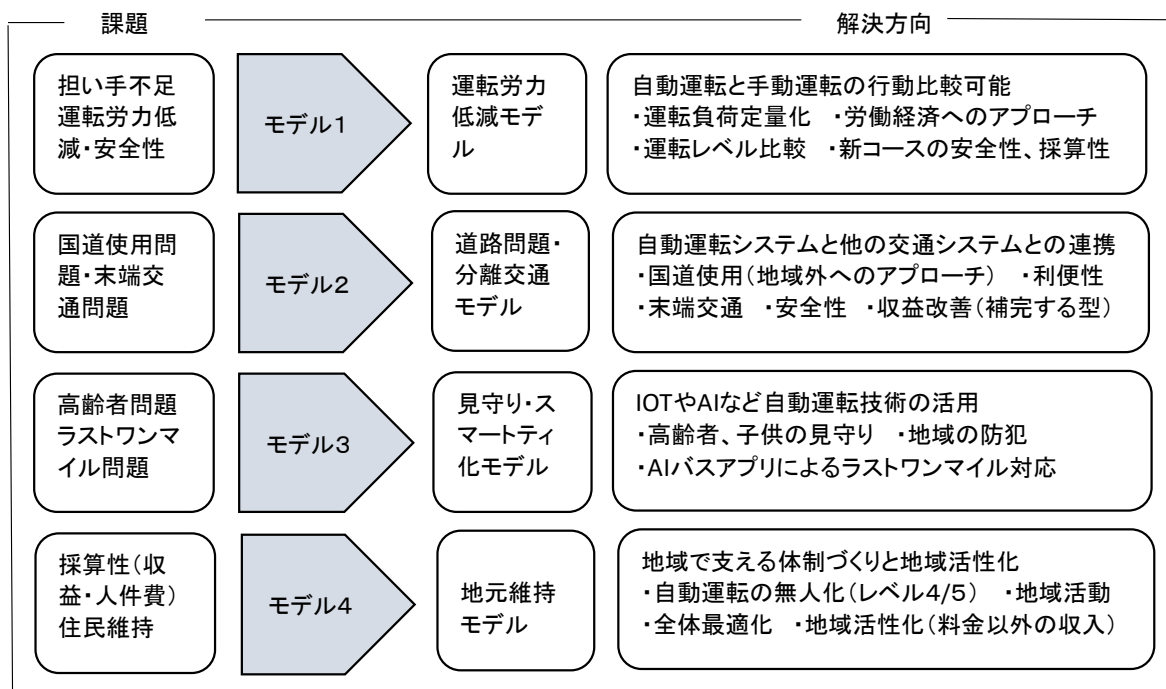 課題
解決方向
担い手不足
運転労力低
減・安全性
モデル1
運転労力
低減モデ
ル
自動運転と手動運転の行動比較可能
・運転負荷定量化　・労働経済へのアプローチ
・運転レベル比較　・新コースの安全性、採算性
国道使用問
題・末端交
通問題
モデル2
道路問題・
分離交通
モデル
自動運転システムと他の交通システムとの連携
・国道使用（地域外へのアプローチ）　・利便性
・末端交通　・安全性　・収益改善（補完する型）
高齢者問題
ラストワンマ
イル問題
モデル3
見守り・ス
マートティ
化モデル
IOTやAIなど自動運転技術の活用
・高齢者、子供の見守り　・地域の防犯
・AIバスアプリによるラストワンマイル対応
採算性（収
益・人件費）
住民維持
モデル4
地元維持
モデル
地域で支える体制づくりと地域活性化
・自動運転の無人化（レベル4/5）　・地域活動
・全体最適化　・地域活性化（料金以外の収入）